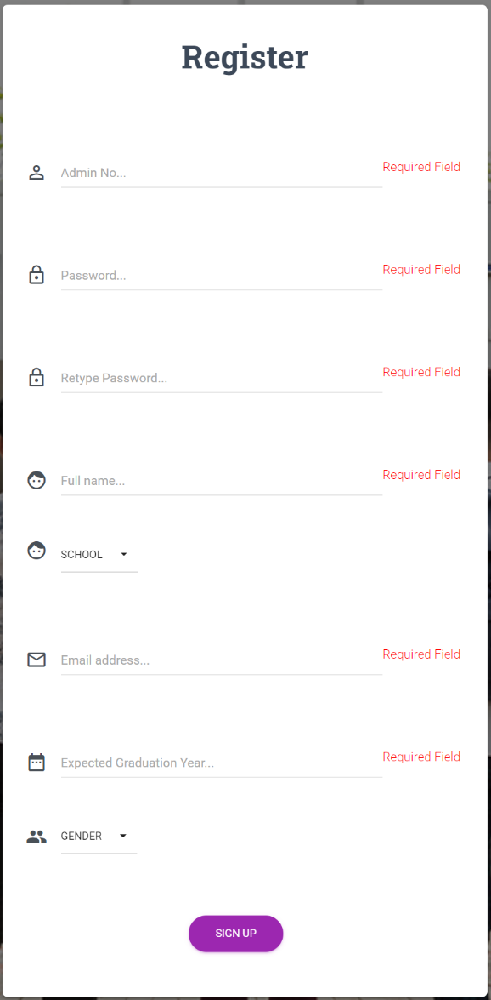 Register
Admin No... Required Field
Password... Required Field
Retype Password... Required Field
Full name... Required Field
SCHOOL
Email address... Required Field
Expected Graduation Year... Required Field
GENDER
SIGN UP